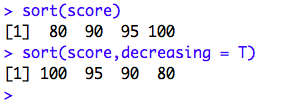 > sort(score)
[1]  80  90  95 100
> sort(score,decreasing = T)
[1] 100  95  90  80
>